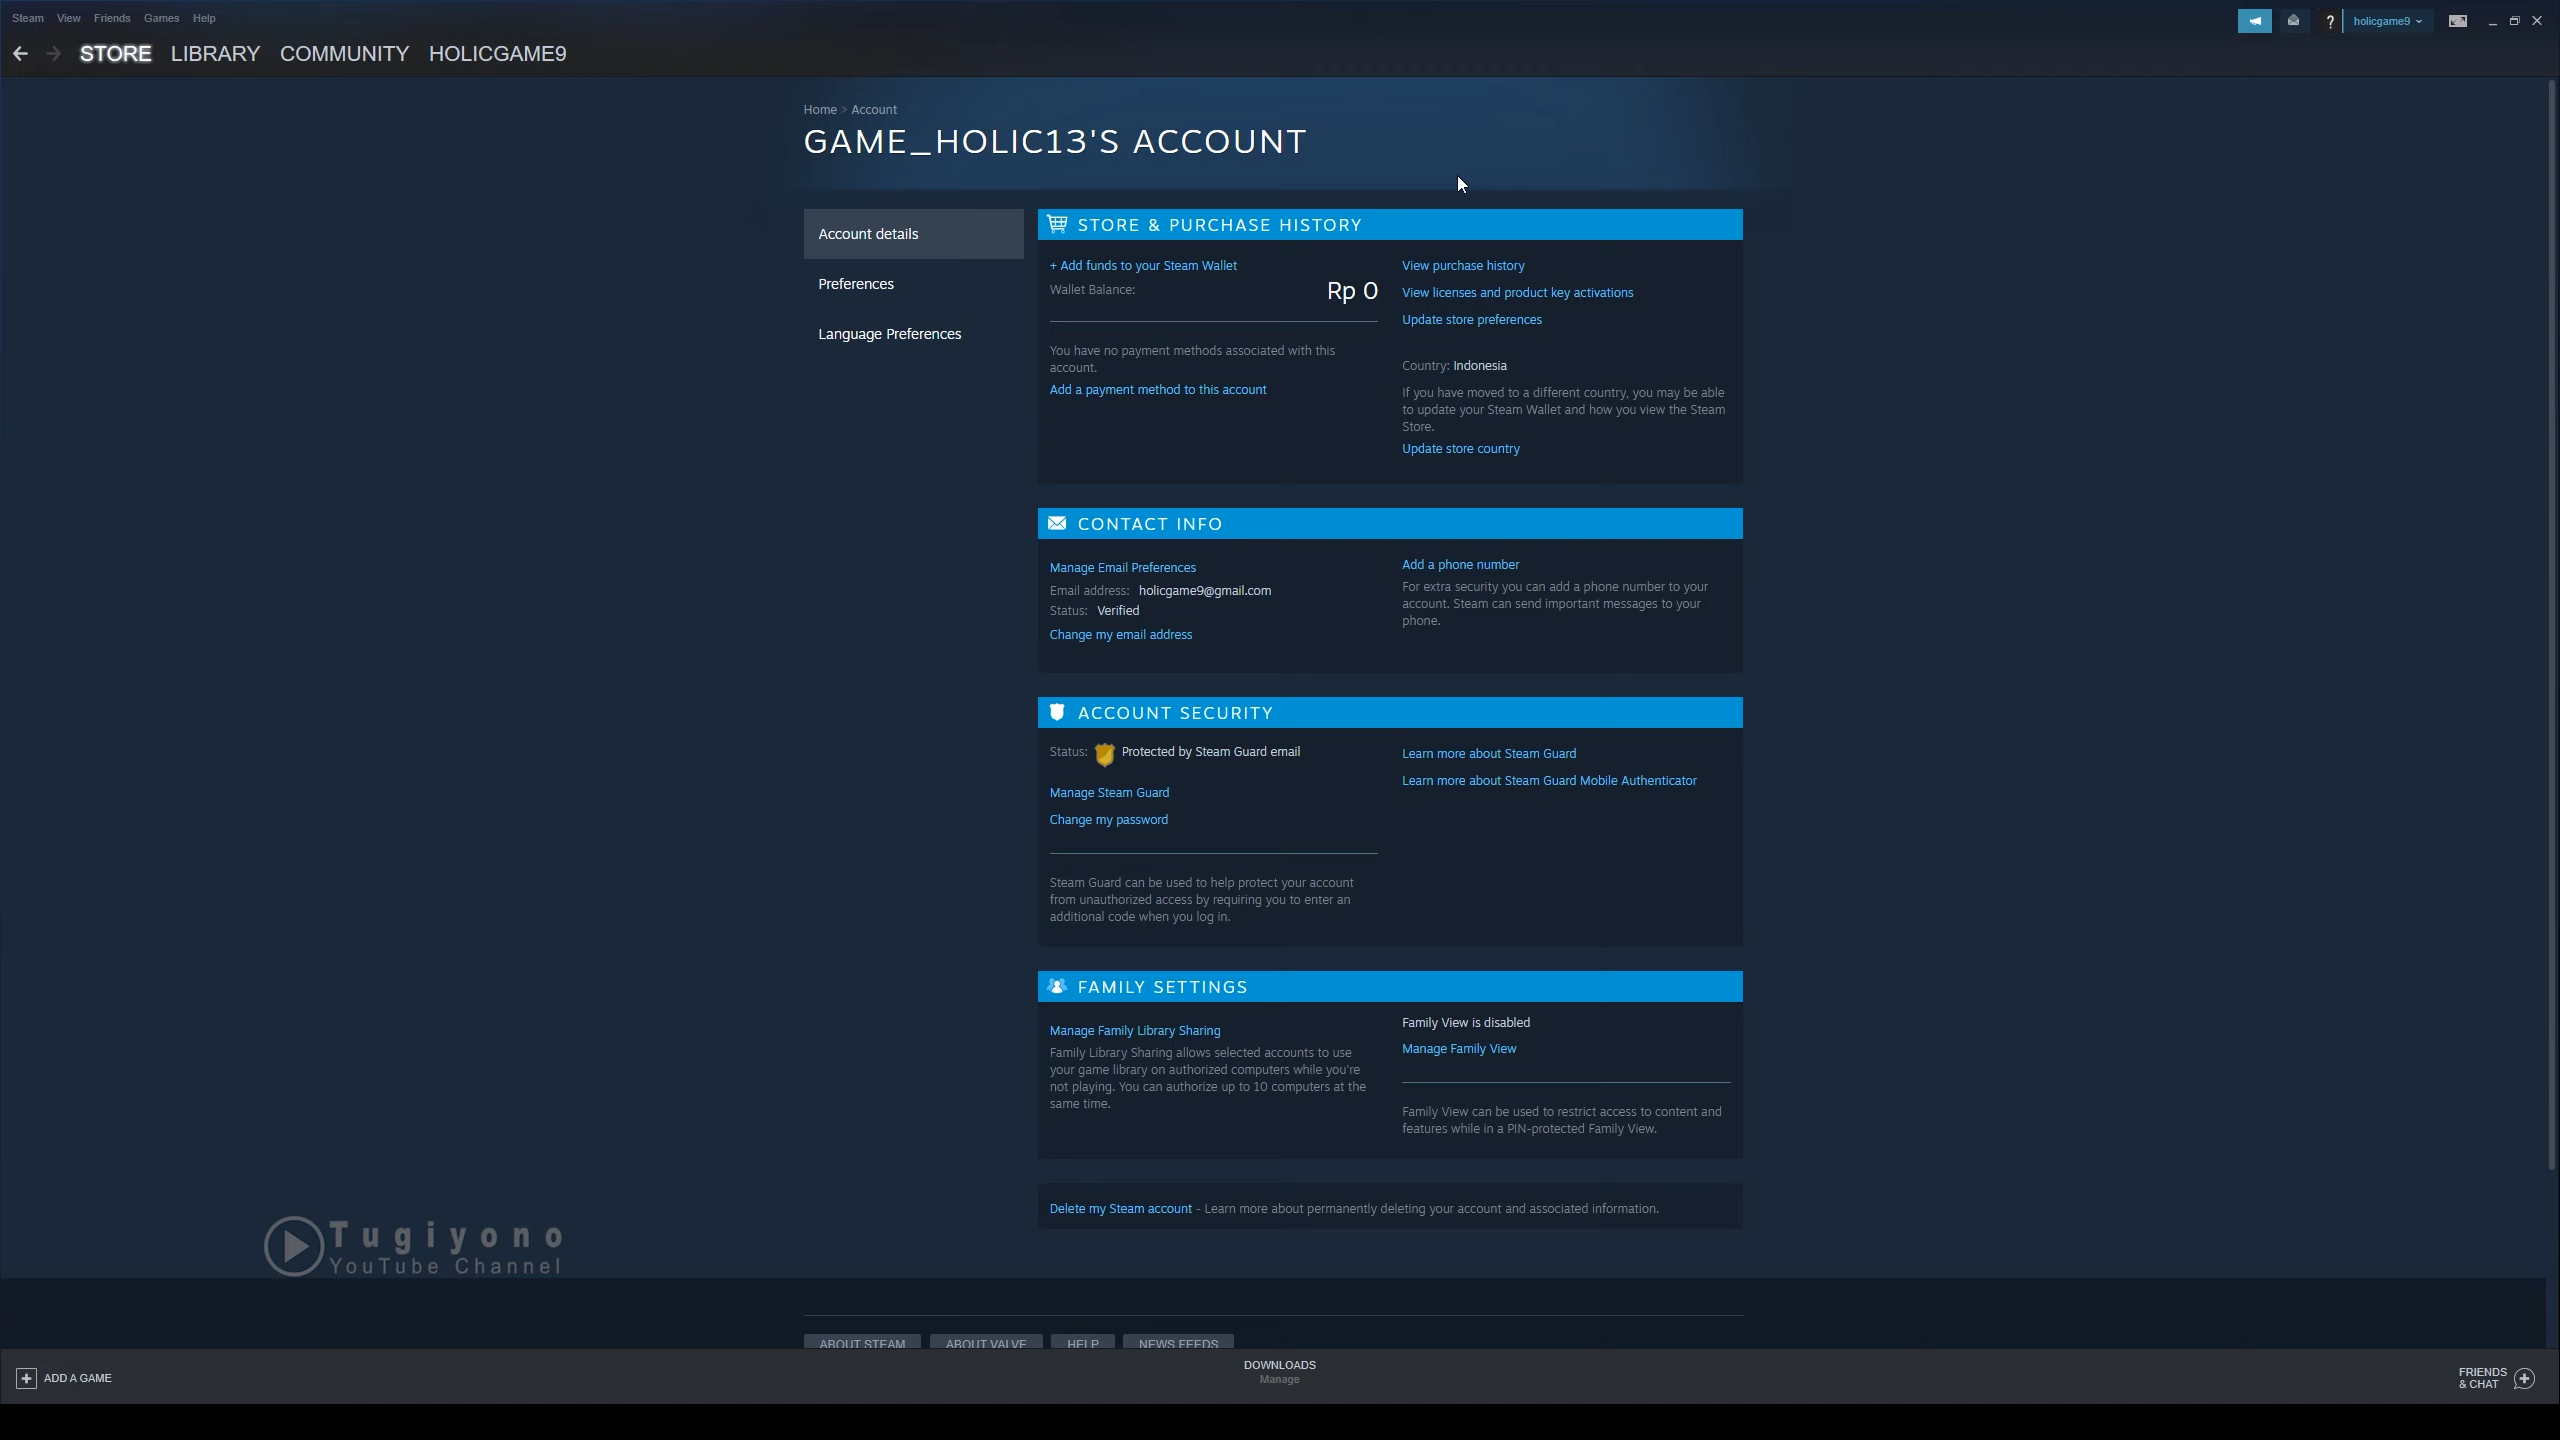 Steam View Friends Games Help
? holicgame9
STORE LIBRARY COMMUNITY HOLICGAME9
Home > Account
GAME_HOLIC13'S ACCOUNT
Account details
Preferences
Language Preferences
STORE & PURCHASE HISTORY
+ Add funds to your Steam Wallet
Wallet Balance: Rp 0
You have no payment methods associated with this
account.
Add a payment method to this account
View purchase history
View licenses and product key activations
Update store preferences
Country: Indonesia
If you have moved to a different country, you may be able
to update your Steam Wallet and how you view the Steam
Store.
Update store country
CONTACT INFO
Manage Email Preferences
Email address: holicgame9@gmail.com
Status: Verified
Change my email address
Add a phone number
For extra security you can add a phone number to your
account. Steam can send important messages to your
phone.
ACCOUNT SECURITY
Status: Protected by Steam Guard email
Manage Steam Guard
Change my password
Steam Guard can be used to help protect your account
from unauthorized access by requiring you to enter an
additional code when you log in.
Learn more about Steam Guard
Learn more about Steam Guard Mobile Authenticator
FAMILY SETTINGS
Manage Family Library Sharing
Family Library Sharing allows selected accounts to use
your game library on authorized computers while you're
not playing. You can authorize up to 10 computers at the
same time.
Family View is disabled
Manage Family View
Family View can be used to restrict access to content and
features while in a PIN-protected Family View.
Delete my Steam account - Learn more about permanently deleting your account and associated information.
Tugiyono
YouTube Channel
ABOUT STEAM ABOUT VALVE HELP NEWS FEEDS
ADD A GAME
DOWNLOADS
Manage
FRIENDS
& CHAT